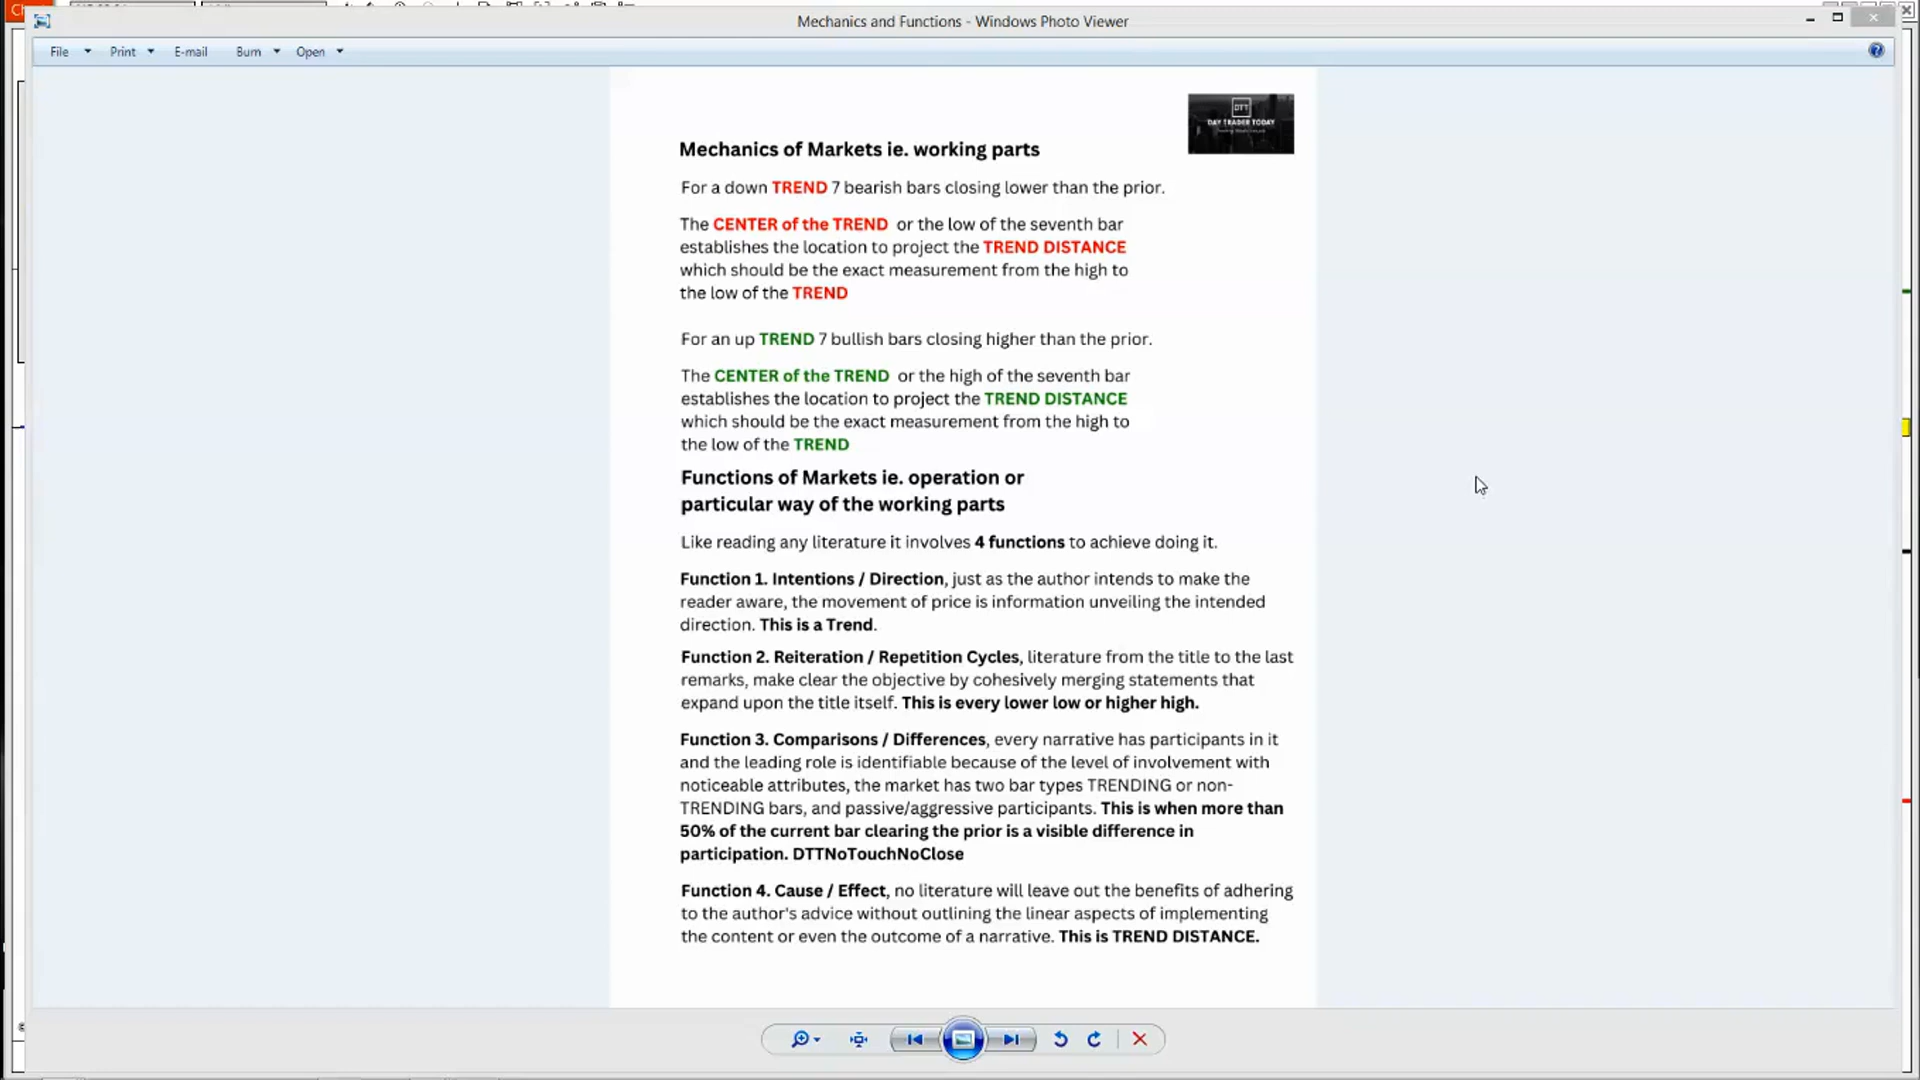 Mechanics and Functions - Windows Photo Viewer
File Print E-mail Burn Open
DTT
DAY TRADER TODAY
Mechanics of Markets ie. working parts
For a down TREND 7 bearish bars closing lower than the prior.
The CENTER of the TREND or the low of the seventh bar
establishes the location to project the TREND DISTANCE
which should be the exact measurement from the high to
the low of the TREND
For an up TREND 7 bullish bars closing higher than the prior.
The CENTER of the TREND or the high of the seventh bar
establishes the location to project the TREND DISTANCE
which should be the exact measurement from the high to
the low of the TREND
Functions of Markets ie. operation or
particular way of the working parts
Like reading any literature it involves 4 functions to achieve doing it.
Function 1. Intentions / Direction, just as the author intends to make the
reader aware, the movement of price is information unveiling the intended
direction. This is a Trend.
Function 2. Reiteration / Repetition Cycles, literature from the title to the last
remarks, make clear the objective by cohesively merging statements that
expand upon the title itself. This is every lower low or higher high.
Function 3. Comparisons / Differences, every narrative has participants in it
and the leading role is identifiable because of the level of involvement with
noticeable attributes, the market has two bar types TRENDING or non-
TRENDING bars, and passive/aggressive participants. This is when more than
50% of the current bar clearing the prior is a visible difference in
participation. DTTNoTouchNoClose
Function 4. Cause / Effect, no literature will leave out the benefits of adhering
to the author's advice without outlining the linear aspects of implementing
the content or even the outcome of a narrative. This is TREND DISTANCE.